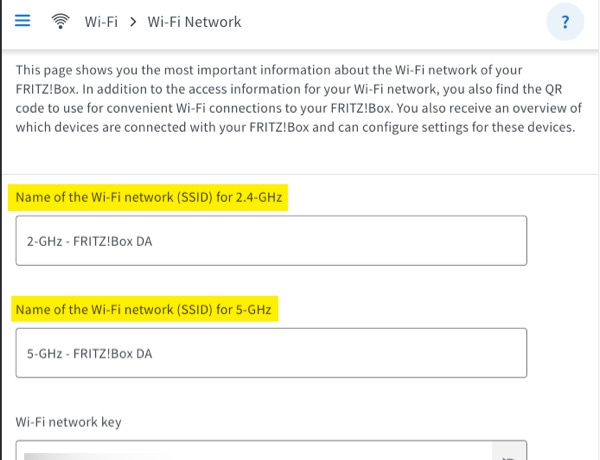 Wi-Fi > Wi-Fi Network
?
This page shows you the most important information about the Wi-Fi network of your
FRITZ!Box. In addition to the access information for your Wi-Fi network, you also find the QR
code to use for convenient Wi-Fi connections to your FRITZ!Box. You also receive an overview of
which devices are connected with your FRITZ!Box and can configure settings for these devices.
Name of the Wi-Fi network (SSID) for 2.4-GHz
2-GHz - FRITZ!Box DA
Name of the Wi-Fi network (SSID) for 5-GHz
5-GHz - FRITZ!Box DA
Wi-Fi network key